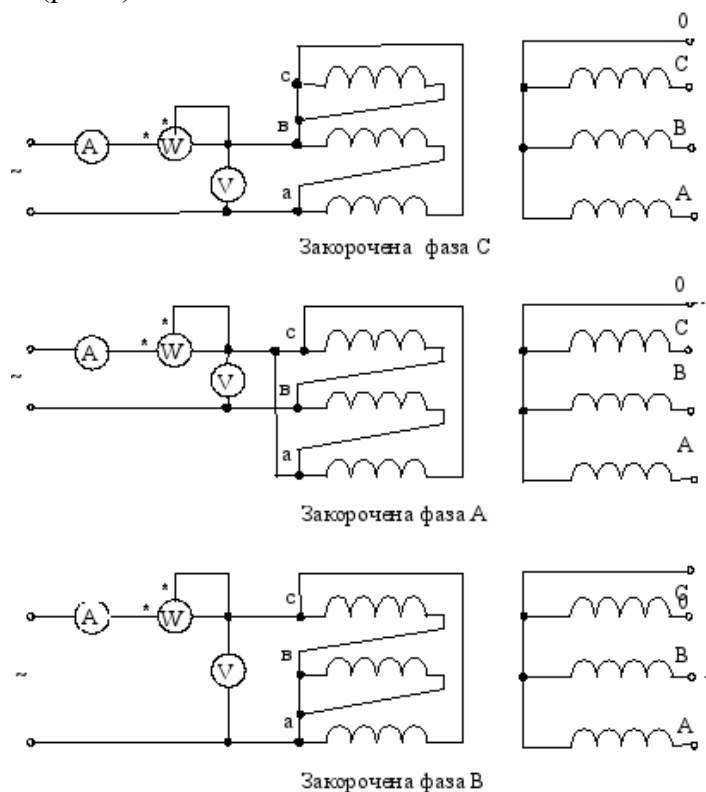 0
с C
* * в B
A W V а A
~
Закорочена фаза С
0
* с C
* A W V в B
~ а A
Закорочена фаза А
* с C
* A W 0
в B
~ V
а A
Закорочена фаза В